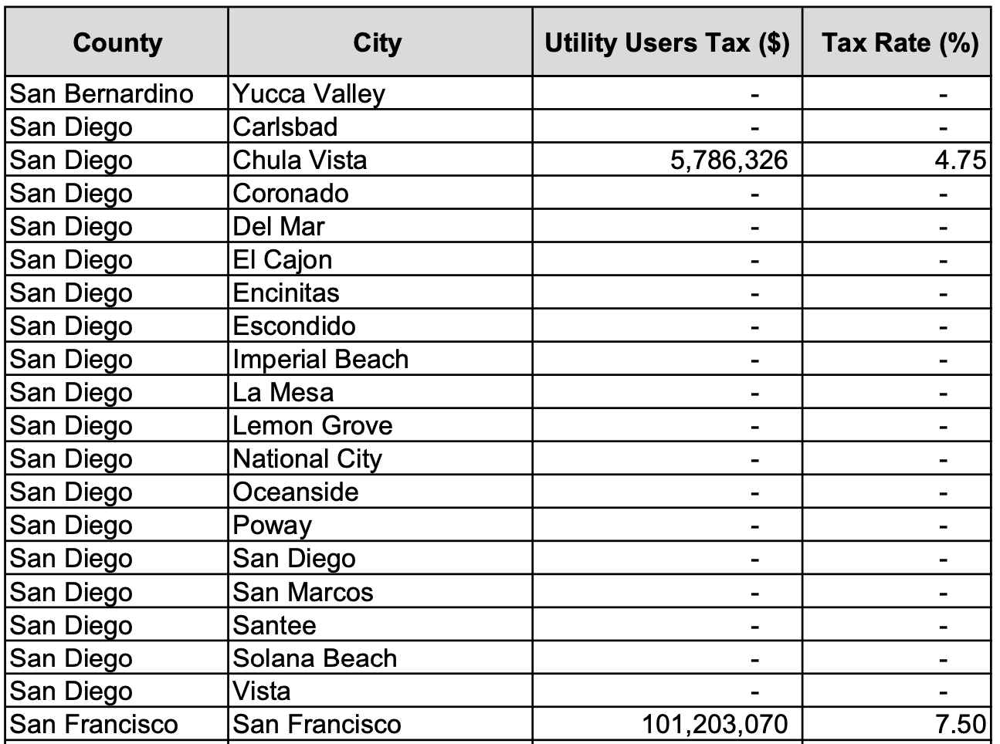 County City Utility Users Tax ($) Tax Rate (%)
San Bernardino Yucca Valley - -
San Diego Carlsbad - -
San Diego Chula Vista 5,786,326 4.75
San Diego Coronado - -
San Diego Del Mar - -
San Diego El Cajon - -
San Diego Encinitas - -
San Diego Escondido - -
San Diego Imperial Beach - -
San Diego La Mesa - -
San Diego Lemon Grove - -
San Diego National City - -
San Diego Oceanside - -
San Diego Poway - -
San Diego San Diego - -
San Diego San Marcos - -
San Diego Santee - -
San Diego Solana Beach - -
San Diego Vista - -
San Francisco San Francisco 101,203,070 7.50